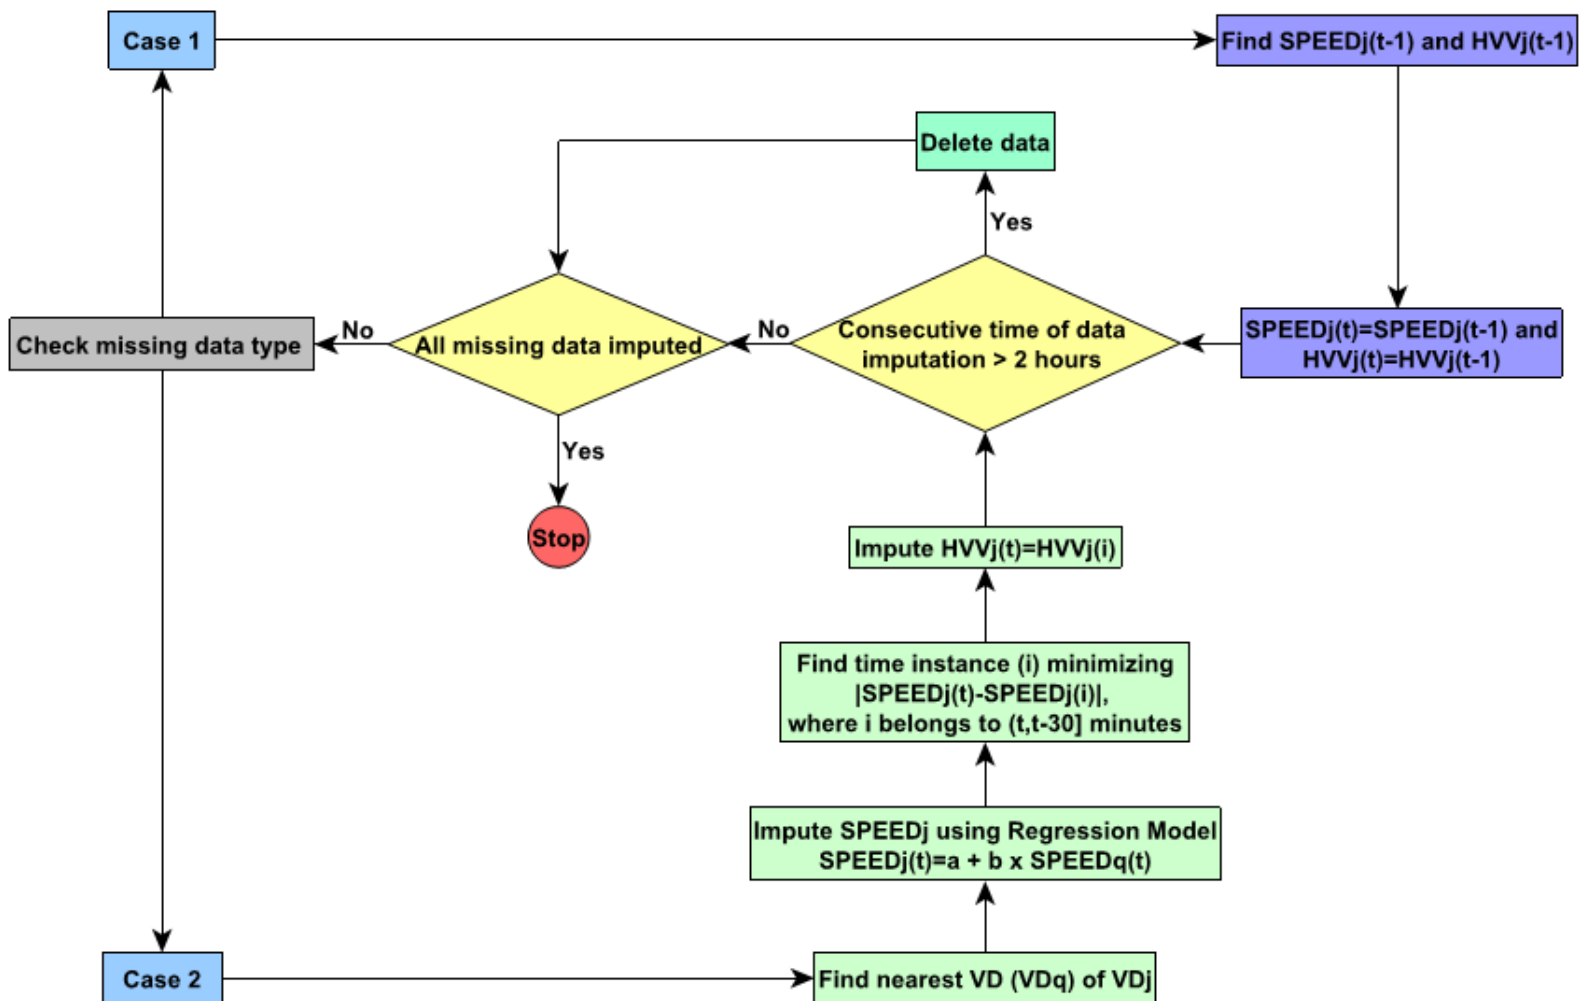 Case 1
Find SPEEDj(t-1) and HVVj(t-1)
Delete data
Yes
Check missing data type
No
All missing data imputed
No
Consecutive time of data
imputation > 2 hours
SPEEDj(t)=SPEEDj(t-1) and
HVVj(t)=HVVj(t-1)
Yes
Stop
Impute HVVj(t)=HVVj(i)
Find time instance (i) minimizing
|SPEEDj(t)-SPEEDj(i)|,
where i belongs to (t,t-30] minutes
Impute SPEEDj using Regression Model
SPEEDj(t)=a + b x SPEEDq(t)
Case 2
Find nearest VD (VDq) of VDj